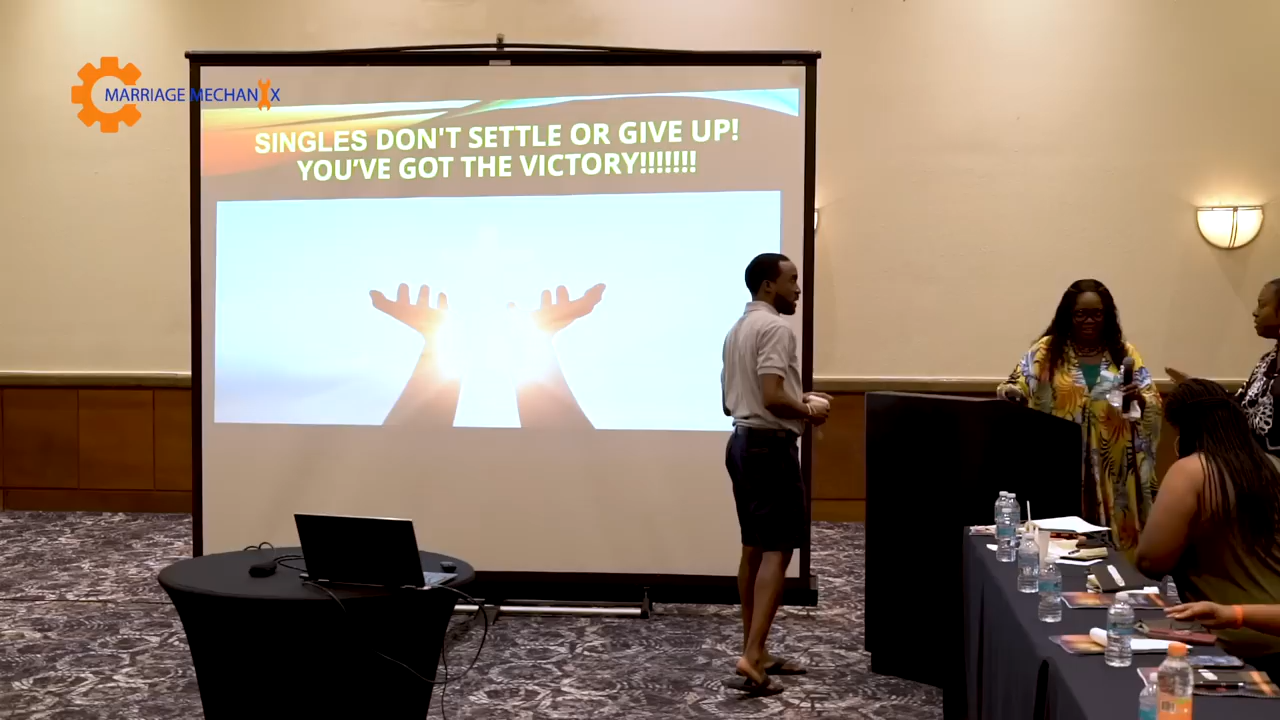 MARRIAGE MECHANIX
SINGLES DON'T SETTLE OR GIVE UP!
YOU'VE GOT THE VICTORY!!!!!!!